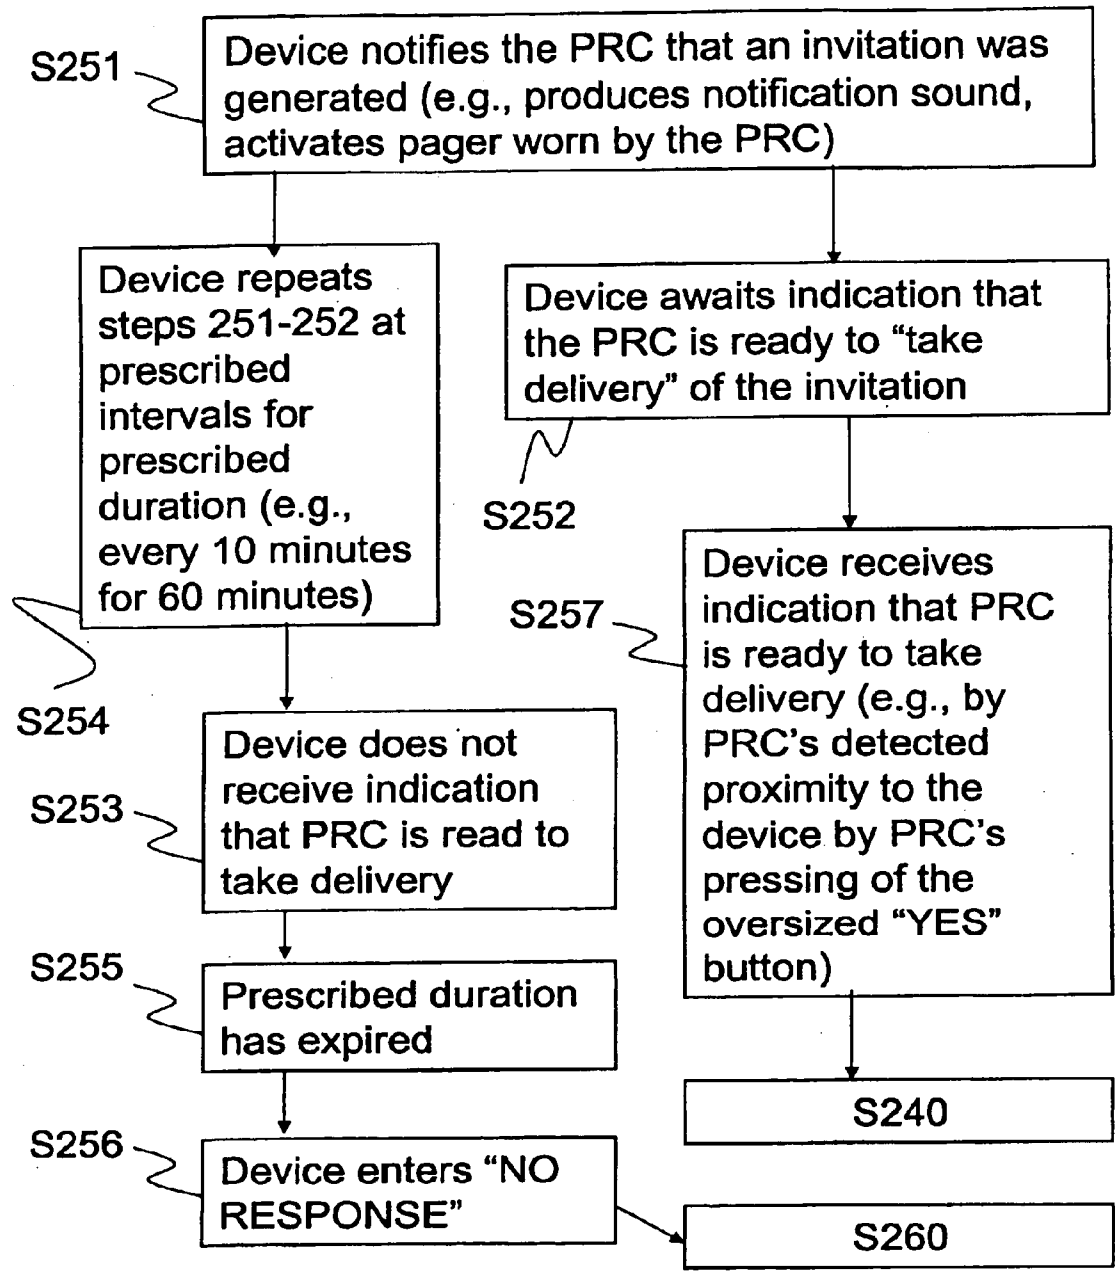 S251
Device notifies the PRC that an invitation was
generated (e.g., produces notification sound,
activates pager worn by the PRC)
Device repeats
steps 251-252 at
prescribed
intervals for
prescribed
duration (e.g.,
every 10 minutes
for 60 minutes)
S254
Device awaits indication that
the PRC is ready to “take
delivery” of the invitation
S252
S257
Device receives
indication that PRC
is ready to take
delivery (e.g., by
PRC's detected
proximity to the
device by PRC's
pressing of the
oversized “YES”
button)
S253
Device does not
receive indication
that PRC is read to
take delivery
S255
Prescribed duration
has expired
S240
S256
Device enters “NO
RESPONSE”
S260